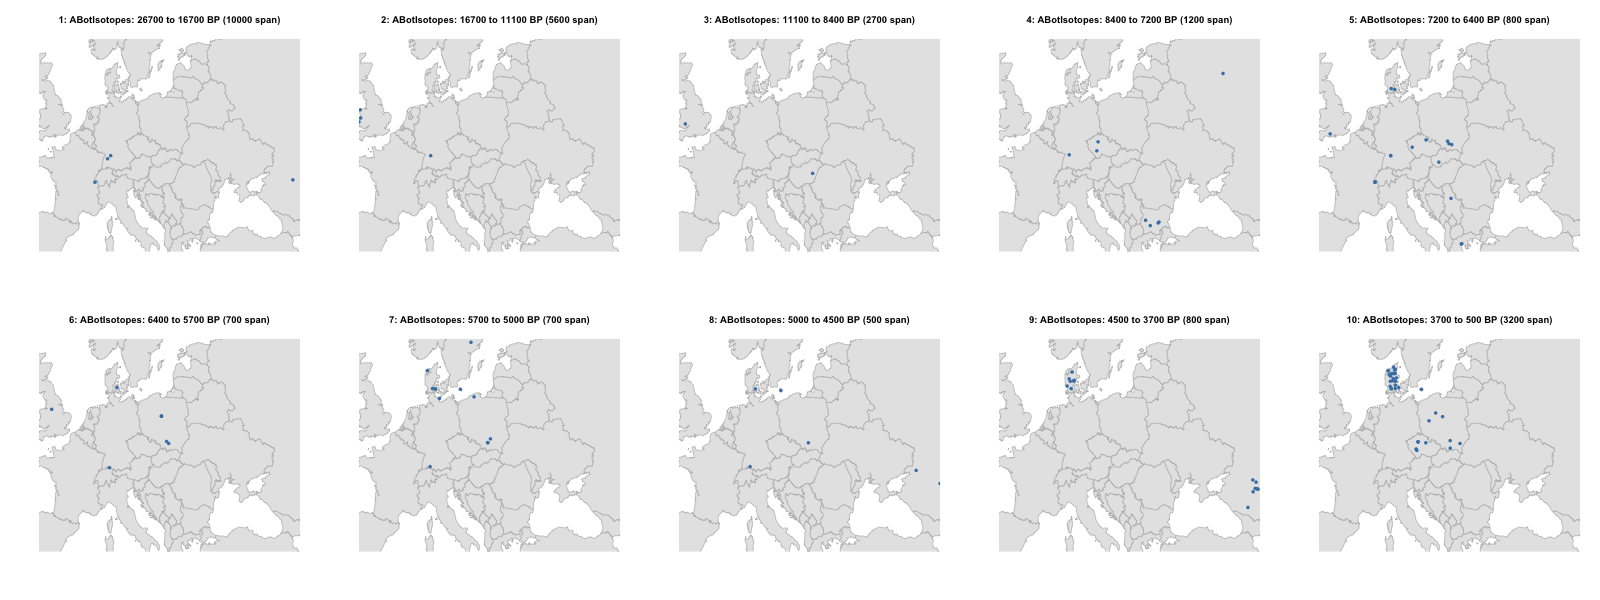 1: ABotIsotopes: 26700 to 16700 BP (10000 span)
2: ABotIsotopes: 16700 to 11100 BP (5600 span)
3: ABotIsotopes: 11100 to 8400 BP (2700 span)
4: ABotIsotopes: 8400 to 7200 BP (1200 span)
5: ABotIsotopes: 7200 to 6400 BP (800 span)
6: ABotIsotopes: 6400 to 5700 BP (700 span)
7: ABotIsotopes: 5700 to 5000 BP (700 span)
8: ABotIsotopes: 5000 to 4500 BP (500 span)
9: ABotIsotopes: 4500 to 3700 BP (800 span)
10: ABotIsotopes: 3700 to 500 BP (3200 span)